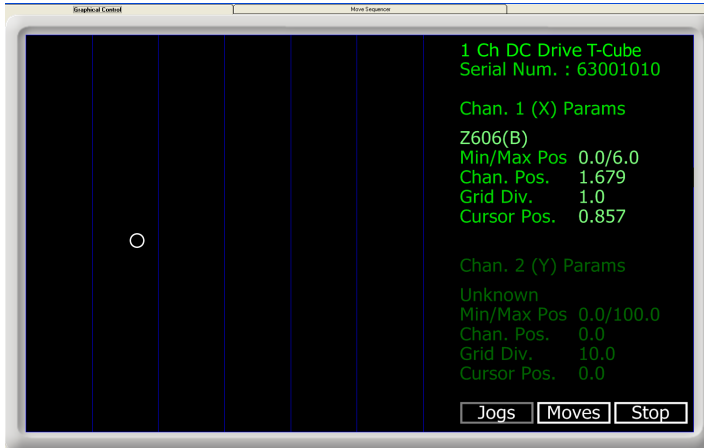 Graphical Control
Move Sequencer
1 Ch DC Drive T-Cube
Serial Num. : 63001010
Chan. 1 (X) Params
Z606(B)
Min/Max Pos 0.0/6.0
Chan. Pos. 1.679
Grid Div. 1.0
Cursor Pos. 0.857
Chan. 2 (Y) Params
Unknown
Min/Max Pos 0.0/100.0
Chan. Pos. 0.0
Grid Div. 10.0
Cursor Pos. 0.0
Jogs Moves Stop